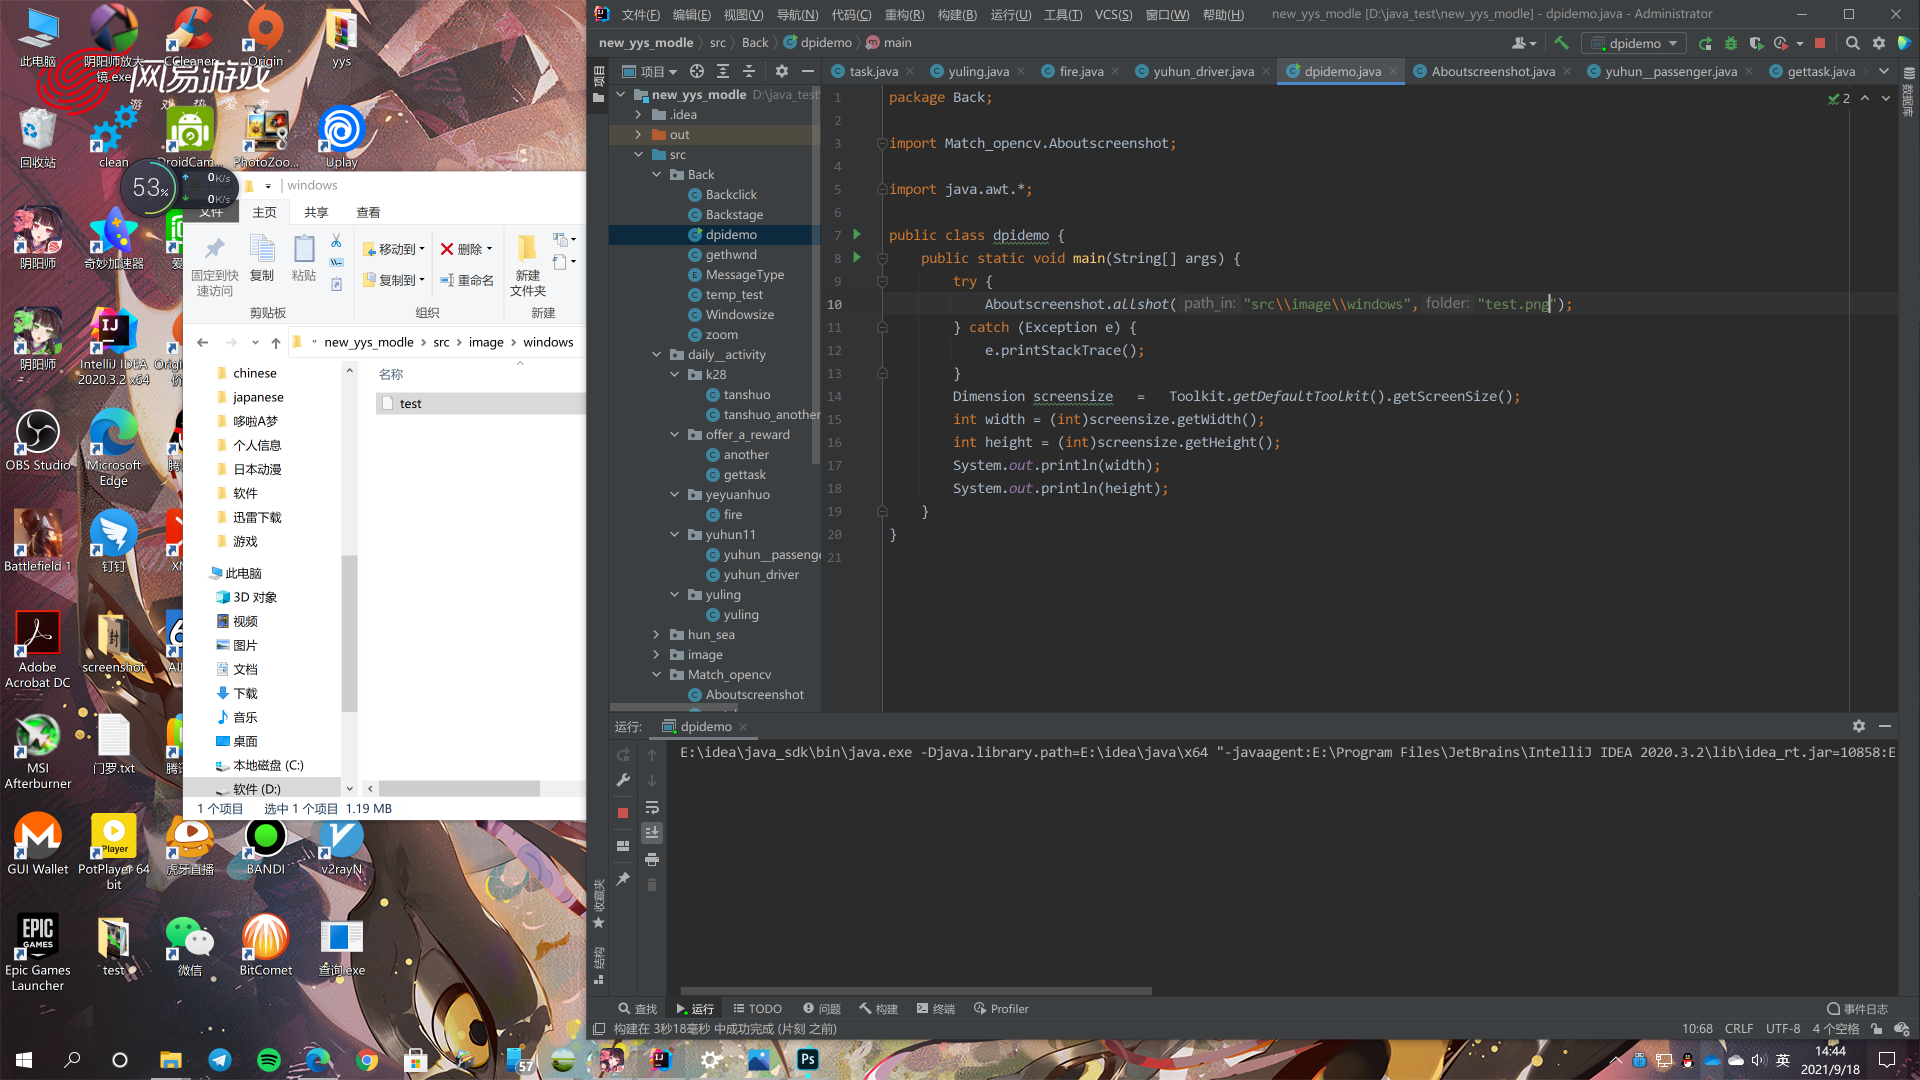 此电脑
阴阳师放大
镜.exe
CCleaner
Origin
yys
网易游戏
游 戏 热 爱 者
回收站
clean
DroidCam...
PhotoZoo...
Uplay
53%
0K/s
0K/s
阴阳师
奇妙加速器
爱
阴阳师
IntelliJ IDEA
2020.3.2 x64
OBS Studio
Microsoft
Edge
Battlefield 1
钉钉
Adobe
Acrobat DC
screenshot
MSI
Afterburner
门罗.txt
GUI Wallet
PotPlayer 64
bit
虎牙直播
BANDI
v2rayN
Epic Games
Launcher
test
微信
BitComet
查询.exe
windows
文件
主页
共享
查看
固定到快
速访问
复制
粘贴
剪贴板
移动到
复制到
删除
重命名
组织
新建
文件夹
新建
new_yys_modle > src > image > windows
名称
test
chinese
japanese
哆啦A梦
个人信息
日本动漫
软件
迅雷下载
游戏
此电脑
3D 对象
视频
图片
文档
下载
音乐
桌面
本地磁盘 (C:)
软件 (D:)
1 个项目
选中 1 个项目 1.19 MB
文件(F) 编辑(E) 视图(V) 导航(N) 代码(C) 重构(R) 构建(B) 运行(U) 工具(T) VCS(S) 窗口(W) 帮助(H)
new_yys_modle [D:\java_test\new_yys_modle] - dpidemo.java - Administrator
new_yys_modle > src > Back > dpidemo > main
dpidemo
项目
项目
task.java
yuling.java
fire.java
yuhun_driver.java
dpidemo.java
Aboutscreenshot.java
yuhun__passenger.java
gettask.java
数据库
new_yys_modle D:\java_test\
.idea
out
src
Back
Backclick
Backstage
dpidemo
gethwnd
MessageType
temp_test
Windowsize
zoom
daily__activity
k28
tanshuo
tanshuo_another
offer_a_reward
another
gettask
yeyuanhuo
fire
yuhun11
yuhun__passenge
yuhun_driver
yuling
yuling
hun_sea
image
Match_opencv
Aboutscreenshot
2
1 package Back;
2
3 import Match_opencv.Aboutscreenshot;
4
5 import java.awt.*;
6
7 public class dpidemo {
8 public static void main(String[] args) {
9 try {
10 Aboutscreenshot.allshot( path_in: "src\\image\\windows", folder: "test.png");
11 } catch (Exception e) {
12 e.printStackTrace();
13 }
14 Dimension screensize = Toolkit.getDefaultToolkit().getScreenSize();
15 int width = (int)screensize.getWidth();
16 int height = (int)screensize.getHeight();
17 System.out.println(width);
18 System.out.println(height);
19 }
20 }
21
运行:
dpidemo
E:\idea\java_sdk\bin\java.exe -Djava.library.path=E:\idea\java\x64 "-javaagent:E:\Program Files\JetBrains\IntelliJ IDEA 2020.3.2\lib\idea_rt.jar=10858:E
收藏夹
结构
查找
运行
TODO
问题
构建
终端
Profiler
事件日志
构建在 3秒18毫秒 中成功完成 (片刻 之前)
10:68 CRLF UTF-8 4 个空格
57
Ps
英
14:44
2021/9/18